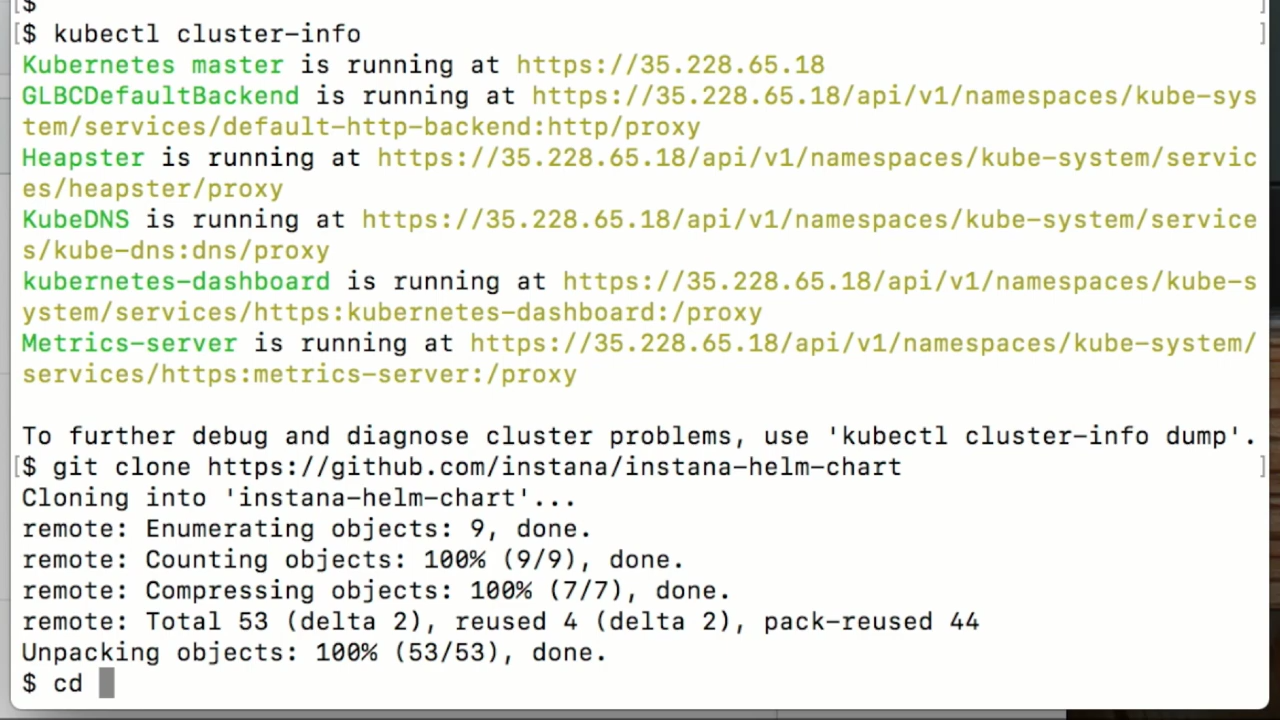 [$ ]
[$ kubectl cluster-info ]
Kubernetes master is running at https://35.228.65.18
GLBCDefaultBackend is running at https://35.228.65.18/api/v1/namespaces/kube-sys
tem/services/default-http-backend:http/proxy
Heapster is running at https://35.228.65.18/api/v1/namespaces/kube-system/servic
es/heapster/proxy
KubeDNS is running at https://35.228.65.18/api/v1/namespaces/kube-system/service
s/kube-dns:dns/proxy
kubernetes-dashboard is running at https://35.228.65.18/api/v1/namespaces/kube-s
ystem/services/https:kubernetes-dashboard:/proxy
Metrics-server is running at https://35.228.65.18/api/v1/namespaces/kube-system/
services/https:metrics-server:/proxy
To further debug and diagnose cluster problems, use 'kubectl cluster-info dump'.
[$ git clone https://github.com/instana/instana-helm-chart ]
Cloning into 'instana-helm-chart'...
remote: Enumerating objects: 9, done.
remote: Counting objects: 100% (9/9), done.
remote: Compressing objects: 100% (7/7), done.
remote: Total 53 (delta 2), reused 4 (delta 2), pack-reused 44
Unpacking objects: 100% (53/53), done.
$ cd